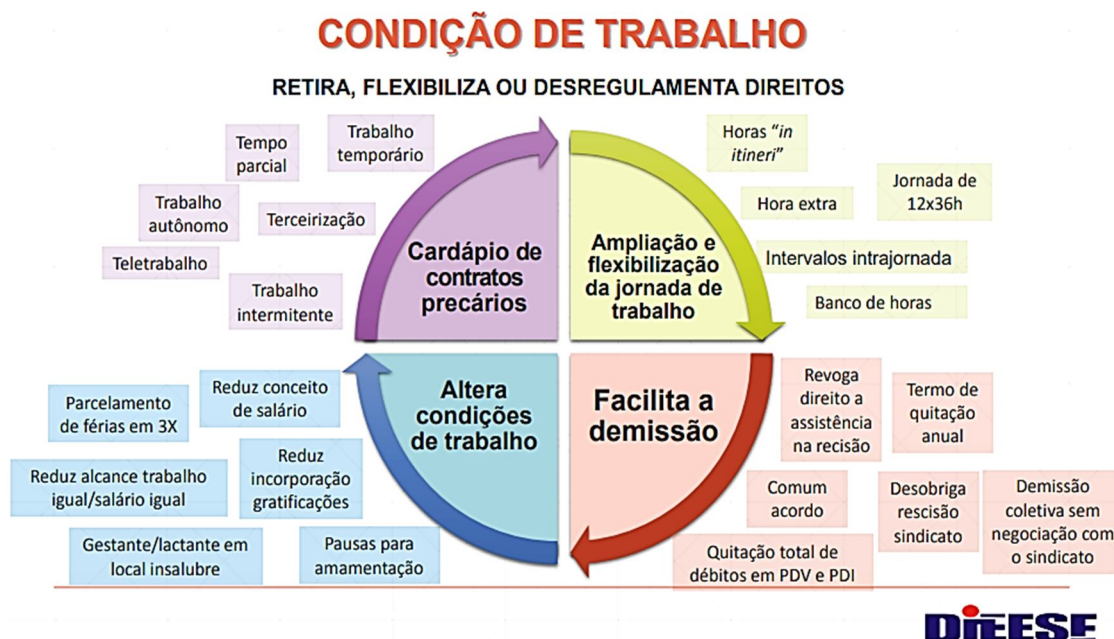 CONDIÇÃO DE TRABALHO
RETIRA, FLEXIBILIZA OU DESREGULAMENTA DIREITOS
Tempo
parcial
Trabalho
temporário
Trabalho
autônomo
Terceirização
Teletrabalho
Trabalho
intermitente
Cardápio de
contratos
precários
Horas “in
itineri”
Jornada de
12x36h
Hora extra
Intervalos intrajornada
Banco de horas
Ampliação e
flexibilização
da jornada de
trabalho
Altera
condições
de trabalho
Parcelamento
de férias em 3X
Reduz conceito
de salário
Reduz alcance trabalho
igual/salário igual
Reduz
incorporação
gratificações
Gestante/lactante em
local insalubre
Pausas para
amamentação
Facilita a
demissão
Revoga
direito a
assistência
na recisão
Termo de
quitação
anual
Comum
acordo
Desobriga
rescisão
sindicato
Demissão
coletiva sem
negociação com
o sindicato
Quitação total de
débitos em PDV e PDI
DIEESE